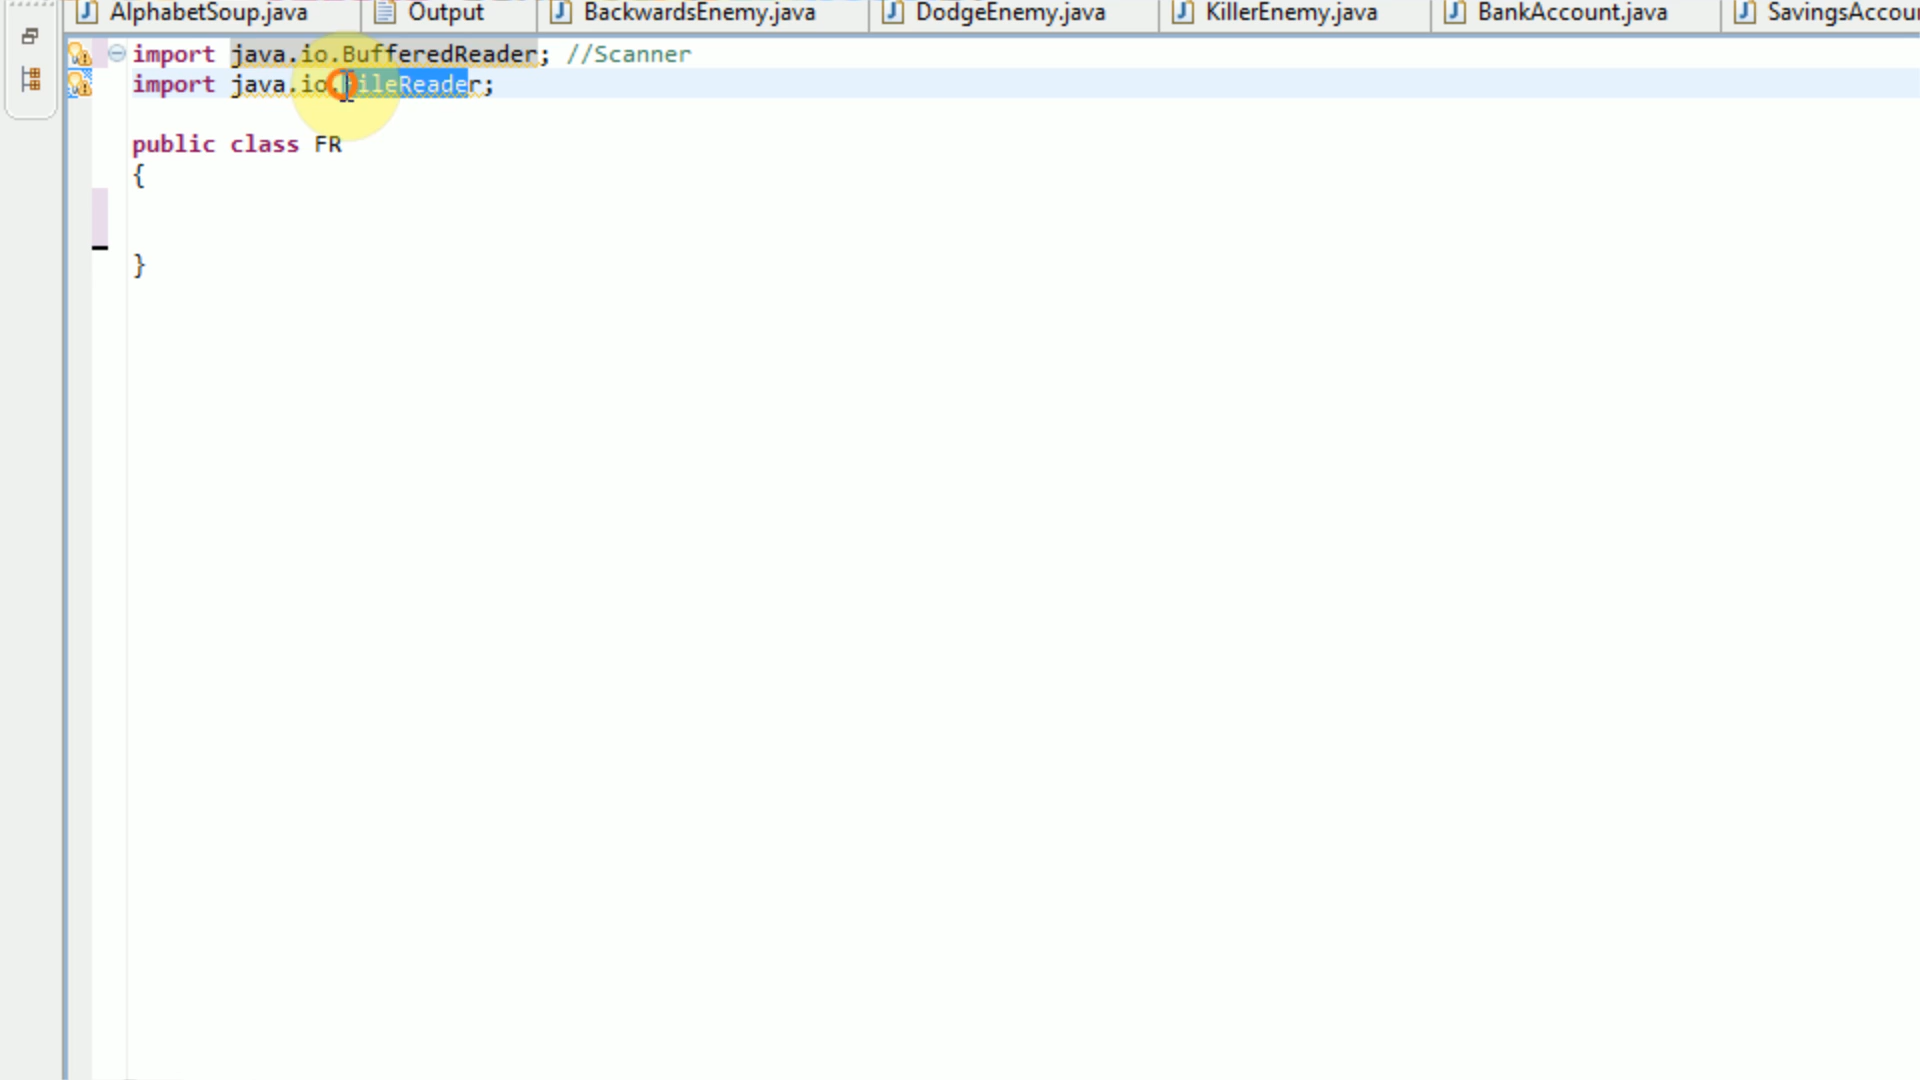 AlphabetSoup.java Output BackwardsEnemy.java DodgeEnemy.java KillerEnemy.java BankAccount.java SavingsAccou
import java.io.BufferedReader; //Scanner
import java.io.FileReader;
public class FR
{
}